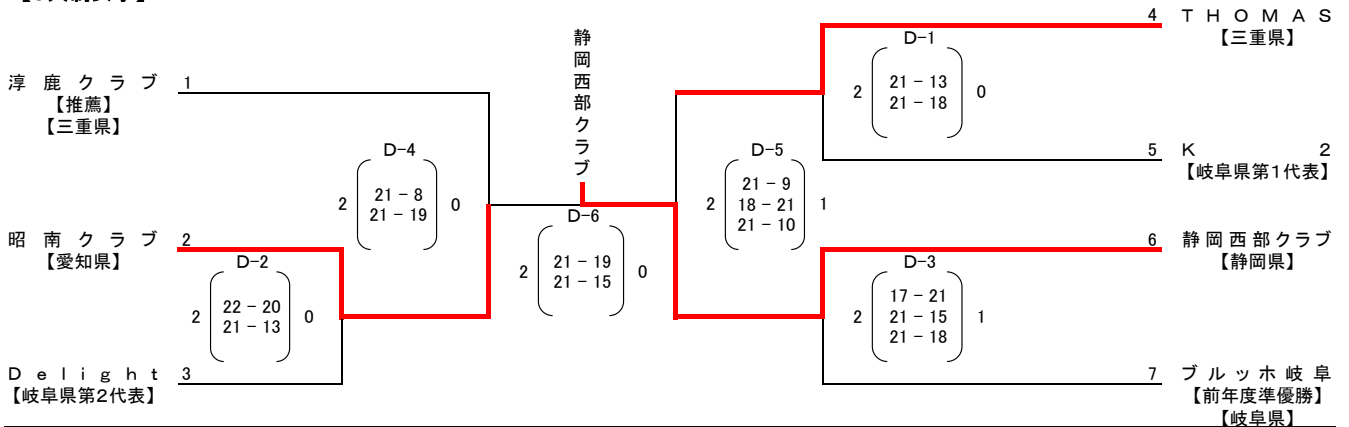 静岡西部クラブ
淳鹿クラブ 1
【推薦】
【三重県】
D-4
2 21 − 8 0
21 − 19
昭南クラブ 2
【愛知県】
D-2
2 22 − 20 0
21 − 13
Delight 3
【岐阜県第2代表】
D-6
2 21 − 19 0
21 − 15
4 THOMAS
【三重県】
D-1
2 21 − 13 0
21 − 18
5 K2
【岐阜県第1代表】
D-5
21 − 9
2 18 − 21 1
21 − 10
6 静岡西部クラブ
【静岡県】
D-3
17 − 21
2 21 − 15 1
21 − 18
7 ブルッホ岐阜
【前年度準優勝】
【岐阜県】